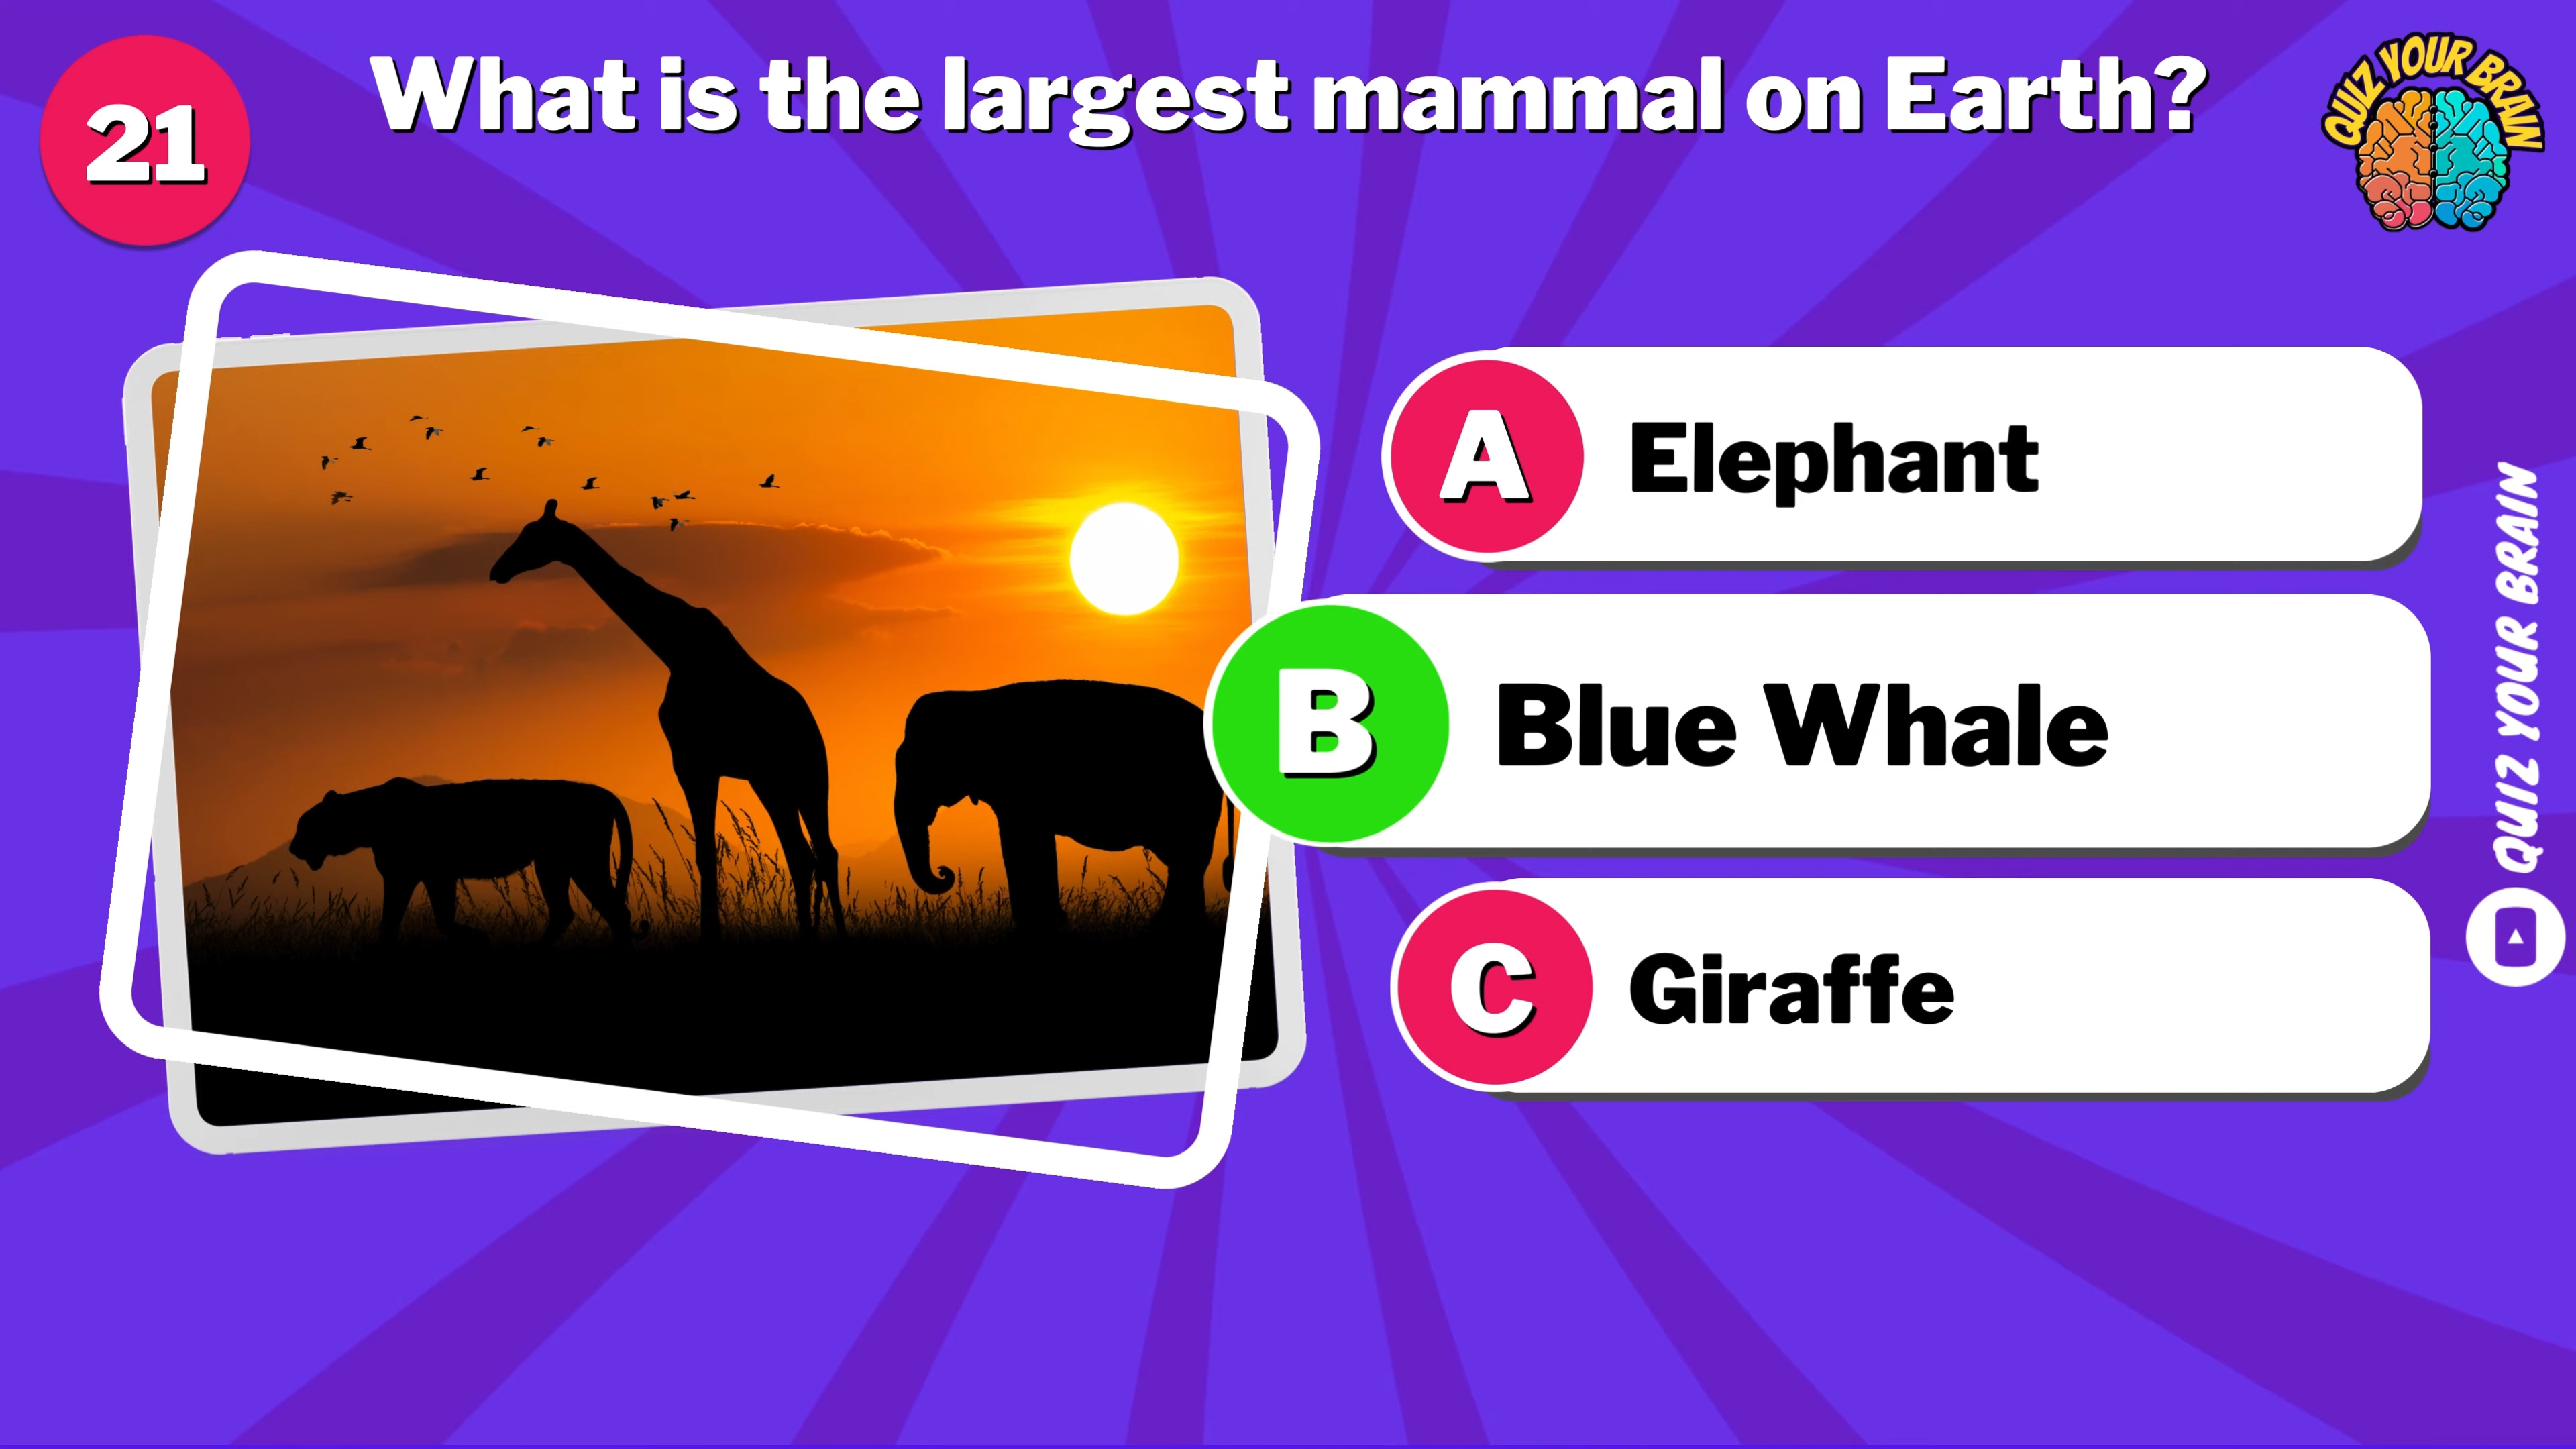 21
What is the largest mammal on Earth?
QUIZ YOUR BRAIN
A Elephant
B Blue Whale
C Giraffe
QUIZ YOUR BRAIN